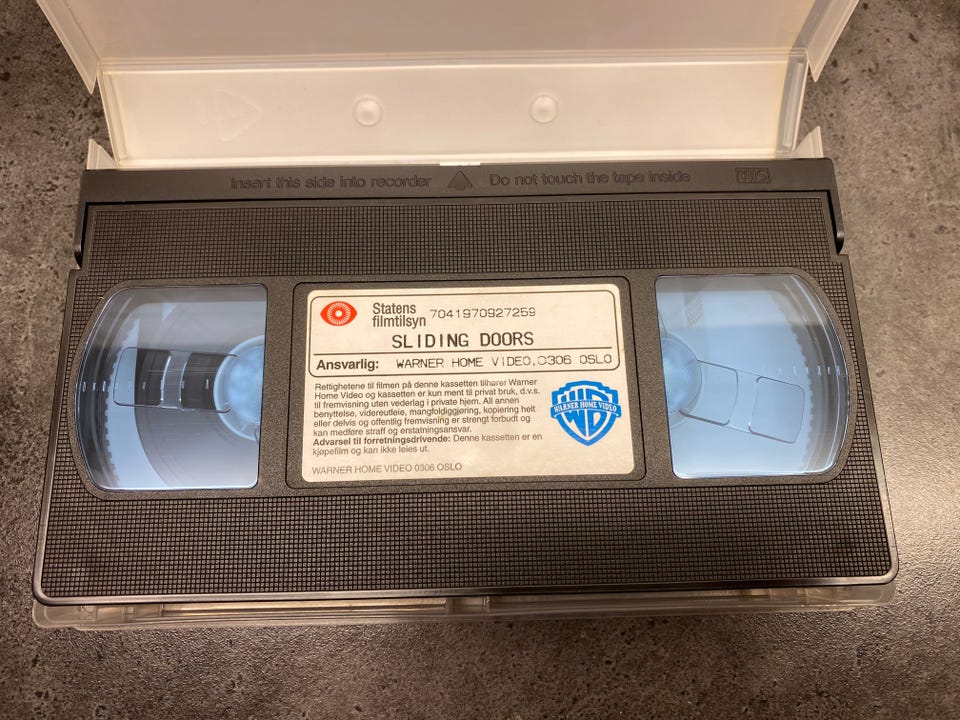 Insert this side into recorder Do not touch the tape inside VHS
Statens
filmtilsyn 7041970927259
SLIDING DOORS
Ansvarlig: WARNER HOME VIDEO,0306 OSLO
Rettighetene til filmen på denne kassetten tilhører Warner
Home Video og kassetten er kun ment til privat bruk, d.v.s.
til fremvisning uten vederlag i private hjem. All annen
benyttelse, videreutleie, mangfoldiggjøring, kopiering helt
eller delvis og offentlig fremvisning er strengt forbudt og
kan medføre straff og erstatningsansvar.
Advarsel til forretningsdrivende: Denne kassetten er en
kjøpefilm og kan ikke leies ut.
WARNER HOME VIDEO
WARNER HOME VIDEO 0306 OSLO